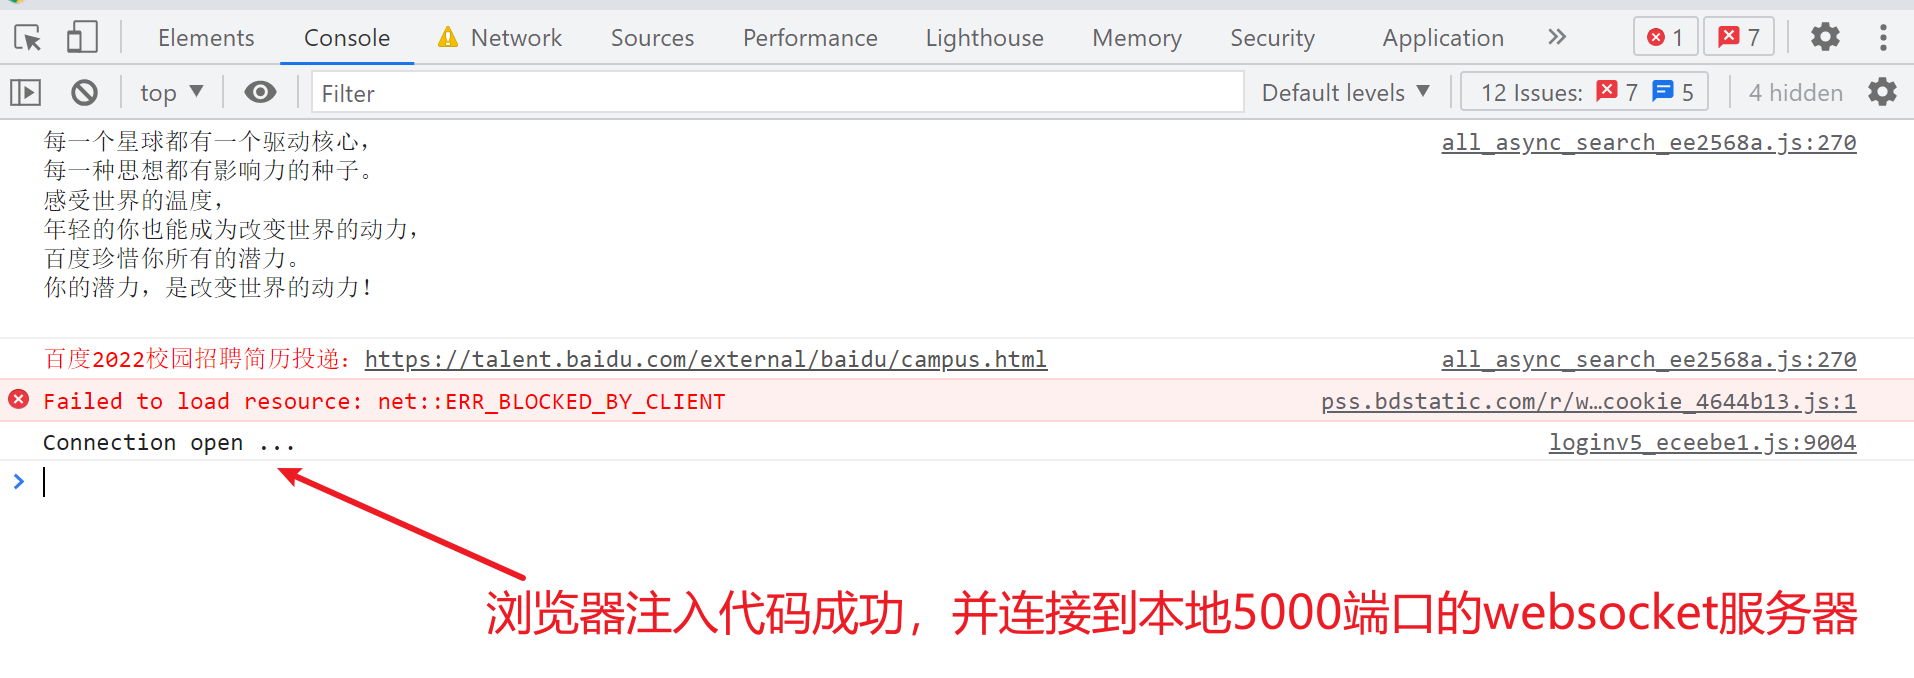 Elements Console Network Sources Performance Lighthouse Memory Security Application 1 7
top Filter Default levels 12 Issues: 7 5 4 hidden
每一个星球都有一个驱动核心， all_async_search_ee2568a.js:270
每一种思想都有影响力的种子。
感受世界的温度，
年轻的你也能成为改变世界的动力，
百度珍惜你所有的潜力。
你的潜力，是改变世界的动力！
百度2022校园招聘简历投递：https://talent.baidu.com/external/baidu/campus.html all_async_search_ee2568a.js:270
Failed to load resource: net::ERR_BLOCKED_BY_CLIENT pss.bdstatic.com/r/w…cookie_4644b13.js:1
Connection open ... loginv5_eceebe1.js:9004
浏览器注入代码成功，并连接到本地5000端口的websocket服务器